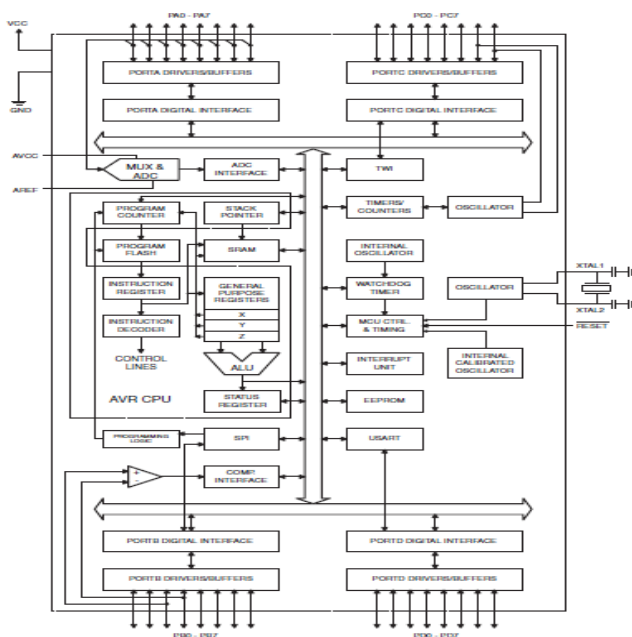 PA0 - PA7
PC0 - PC7
VCC
GND
PORTA DRIVERS/BUFFERS
PORTC DRIVERS/BUFFERS
PORTA DIGITAL INTERFACE
PORTC DIGITAL INTERFACE
AVCC
AREF
MUX &
ADC
ADC
INTERFACE
TWI
PROGRAM
COUNTER
STACK
POINTER
TIMERS/
COUNTERS
OSCILLATOR
PROGRAM
FLASH
SRAM
INTERNAL
OSCILLATOR
XTAL1
INSTRUCTION
REGISTER
GENERAL
PURPOSE
REGISTERS
WATCHDOG
TIMER
OSCILLATOR
X
Y
Z
INSTRUCTION
DECODER
MCU CTRL.
& TIMING
XTAL2
RESET
CONTROL
LINES
ALU
INTERRUPT
UNIT
INTERNAL
CALIBRATED
OSCILLATOR
AVR CPU
STATUS
REGISTER
EEPROM
PROGRAMMING
LOGIC
SPI
USART
+
-
COMP.
INTERFACE
PORTB DIGITAL INTERFACE
PORTD DIGITAL INTERFACE
PORTB DRIVERS/BUFFERS
PORTD DRIVERS/BUFFERS
PB0 - PB7
PD0 - PD7